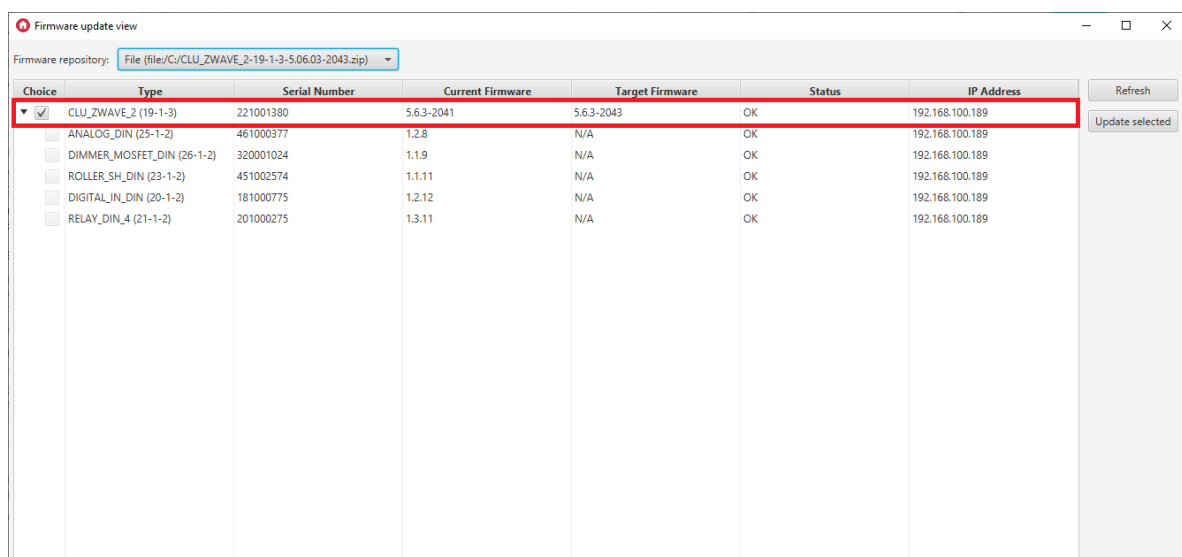 Firmware update view
Firmware repository: File (file:/C:/CLU_ZWAVE_2-19-1-3-5.06.03-2043.zip)
Choice Type Serial Number Current Firmware Target Firmware Status IP Address Refresh
CLU_ZWAVE_2 (19-1-3) 221001380 5.6.3-2041 5.6.3-2043 OK 192.168.100.189
Update selected
ANALOG_DIN (25-1-2) 461000377 1.2.8 N/A OK 192.168.100.189
DIMMER_MOSFET_DIN (26-1-2) 320001024 1.1.9 N/A OK 192.168.100.189
ROLLER_SH_DIN (23-1-2) 451002574 1.1.11 N/A OK 192.168.100.189
DIGITAL_IN_DIN (20-1-2) 181000775 1.2.12 N/A OK 192.168.100.189
RELAY_DIN_4 (21-1-2) 201000275 1.3.11 N/A OK 192.168.100.189